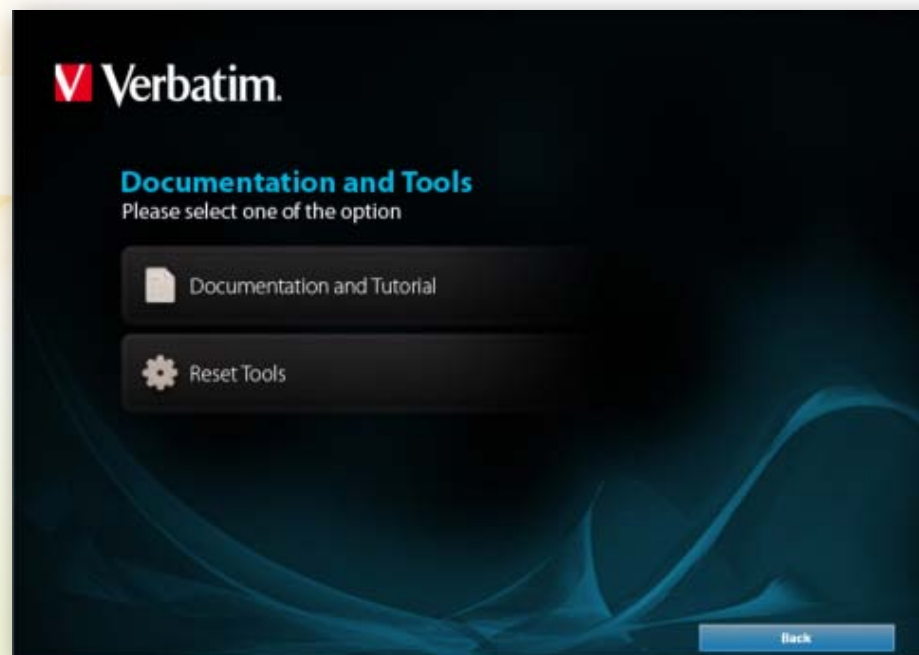 Verbatim.
Documentation and Tools
Please select one of the option
Documentation and Tutorial
Reset Tools
Back